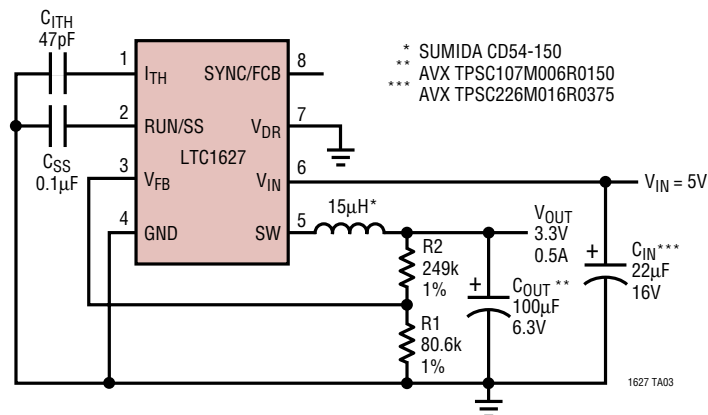 C_ITH
47pF
C_SS
0.1µF
1
I_TH
2
RUN/SS
3
V_FB
4
GND
LTC1627
SYNC/FCB
8
V_DR
7
V_IN
6
SW
5
* SUMIDA CD54-150
** AVX TPSC107M006R0150
*** AVX TPSC226M016R0375
V_IN = 5V
15µH*
V_OUT
3.3V
0.5A
R2
249k
1%
R1
80.6k
1%
+
C_OUT**
100µF
6.3V
+
C_IN***
22µF
16V
1627 TA03